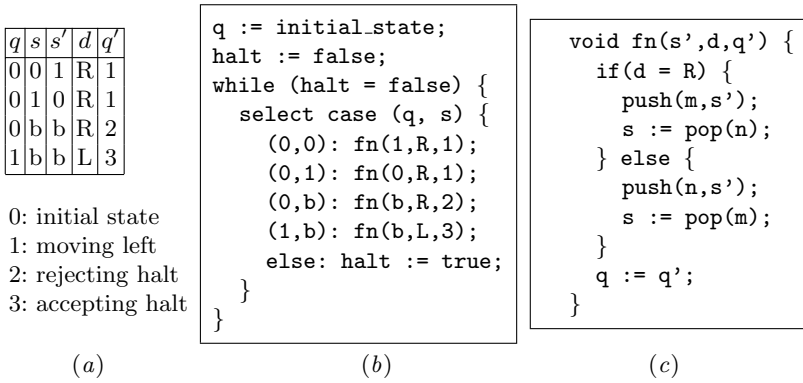 q s s′ d q′
0 0 1 R 1
0 1 0 R 1
0 b b R 2
1 b b L 3
0: initial state
1: moving left
2: rejecting halt
3: accepting halt
(a)
q := initial_state;
halt := false;
while (halt = false) {
select case (q, s) {
(0,0): fn(1,R,1);
(0,1): fn(0,R,1);
(0,b): fn(b,R,2);
(1,b): fn(b,L,3);
else: halt := true;
}
}
(b)
void fn(s',d,q') {
if(d = R) {
push(m,s');
s := pop(n);
} else {
push(n,s');
s := pop(m);
}
q := q';
}
(c)